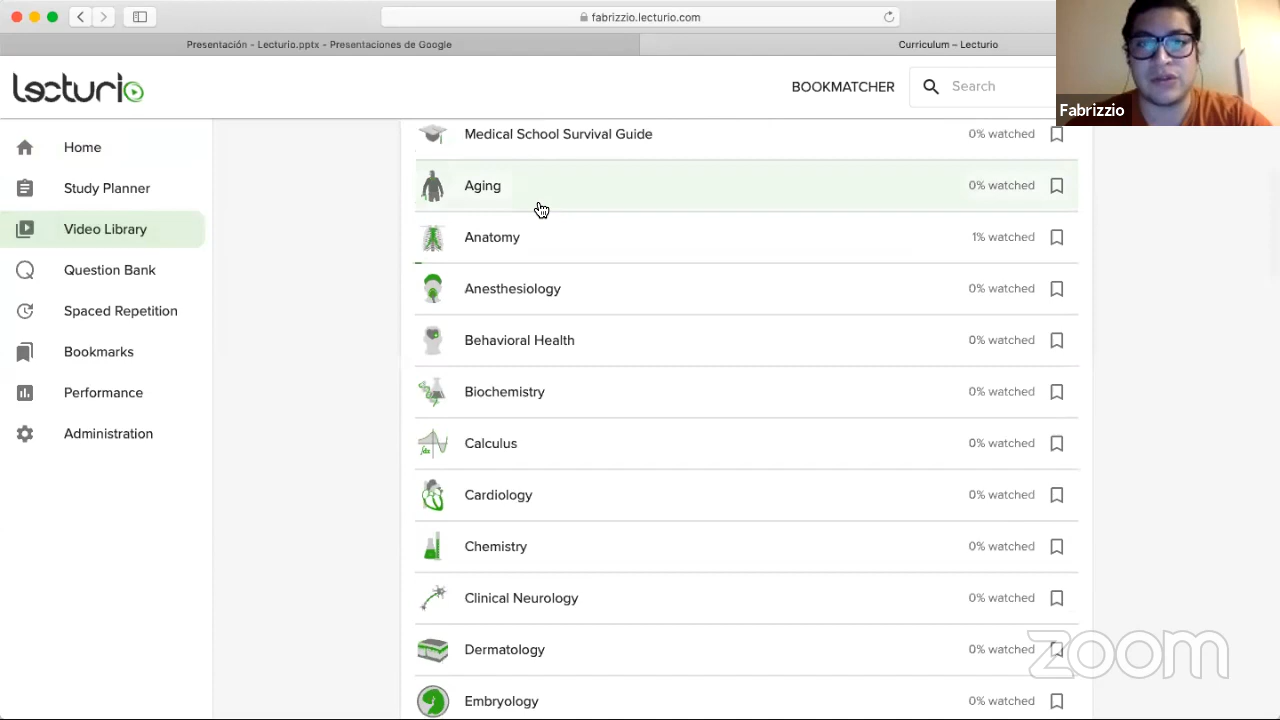 fabrizzio.lecturio.com
Presentación - Lecturio.pptx - Presentaciones de Google
Curriculum – Lecturio
lecturio
BOOKMATCHER
Search
Fabrizzio
Home
Study Planner
Video Library
Question Bank
Spaced Repetition
Bookmarks
Performance
Administration
Medical School Survival Guide 0% watched
Aging 0% watched
Anatomy 1% watched
Anesthesiology 0% watched
Behavioral Health 0% watched
Biochemistry 0% watched
Calculus 0% watched
Cardiology 0% watched
Chemistry 0% watched
Clinical Neurology 0% watched
Dermatology 0% watched
Embryology 0% watched
zoom